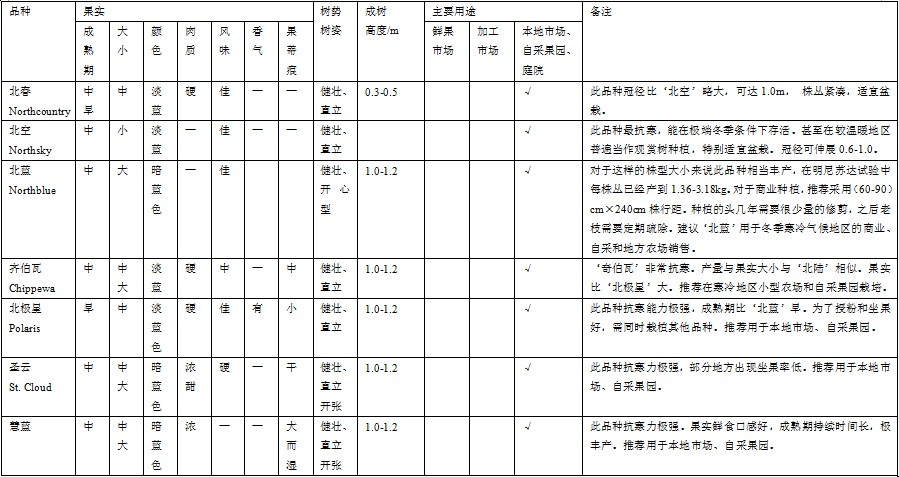 品种 果实 树势树姿 成树高度/m 主要用途 备注
成熟期 大小 颜色 肉质 风味 香气 果蒂痕 鲜果市场 加工市场 本地市场、自采果园、庭院
北春 Northcountry 中早 中 淡蓝 硬 佳 一 一 健壮、直立 0.3-0.5 √ 此品种冠径比‘北空’略大，可达1.0m， 株丛紧凑，适宜盆栽。
北空 Northsky 中 小 淡蓝 一 佳 一 一 健壮、直立 √ 此品种最抗寒，能在极端冬季条件下存活。甚至在较温暖地区普遍当作观赏树种植，特别适宜盆栽。冠径可伸展0.6-1.0。
北蓝 Northblue 中 大 暗蓝色 一 佳 健壮、开心型 1.0-1.2 √ 对于这样的株型大小来说此品种相当丰产，在明尼苏达试验中每株丛已经产到1.36-3.18kg。对于商业种植，推荐采用（60-90）cm×240cm株行距。种植的头几年需要很少量的修剪，之后老枝需要定期疏除。建议‘北蓝’用于冬季寒冷气候地区的商业、自采和地方农场销售。
齐伯瓦 Chippewa 中 中大 淡蓝 硬 中 一 中 健壮、直立 1.0-1.2 √ ‘奇伯瓦’非常抗寒。产量与果实大小与‘北陆’相似。果实比‘北极星’大。推荐在寒冷地区小型农场和自采果园栽培。
北极星 Polaris 早 中 淡蓝色 硬 佳 有 小 健壮、直立 1.0-1.2 √ 此品种抗寒能力极强，成熟期比‘北蓝’早。为了授粉和坐果好，需同时栽植其他品种。推荐用于本地市场、自采果园。
圣云 St. Cloud 中 中大 暗蓝色 浓甜 硬 一 干 健壮、直立开张 1.0-1.2 √ 此品种抗寒力极强，部分地方出现坐果率低。推荐用于本地市场、自采果园。
慧蓝 中 中大 暗蓝色 浓 一 一 大而湿 健壮、直立开张 1.0-1.2 √ 此品种抗寒力极强。果实鲜食口感好，成熟期持续时间长，极丰产。推荐用于本地市场、自采果园。